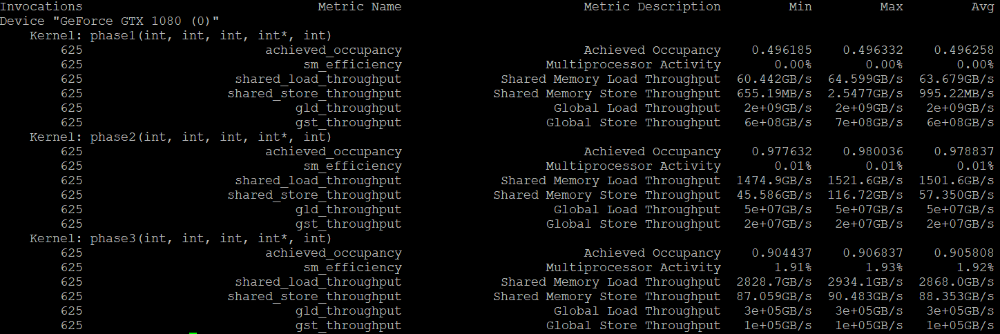 Invocations Metric Name Metric Description Min Max Avg
Device "GeForce GTX 1080 (0)"
Kernel: phase1(int, int, int, int*, int)
625 achieved_occupancy Achieved Occupancy 0.496185 0.496332 0.496258
625 sm_efficiency Multiprocessor Activity 0.00% 0.00% 0.00%
625 shared_load_throughput Shared Memory Load Throughput 60.442GB/s 64.599GB/s 63.679GB/s
625 shared_store_throughput Shared Memory Store Throughput 655.19MB/s 2.5477GB/s 995.22MB/s
625 gld_throughput Global Load Throughput 2e+09GB/s 2e+09GB/s 2e+09GB/s
625 gst_throughput Global Store Throughput 6e+08GB/s 7e+08GB/s 6e+08GB/s
Kernel: phase2(int, int, int, int*, int)
625 achieved_occupancy Achieved Occupancy 0.977632 0.980036 0.978837
625 sm_efficiency Multiprocessor Activity 0.01% 0.01% 0.01%
625 shared_load_throughput Shared Memory Load Throughput 1474.9GB/s 1521.6GB/s 1501.6GB/s
625 shared_store_throughput Shared Memory Store Throughput 45.586GB/s 116.72GB/s 57.350GB/s
625 gld_throughput Global Load Throughput 5e+07GB/s 5e+07GB/s 5e+07GB/s
625 gst_throughput Global Store Throughput 2e+07GB/s 2e+07GB/s 2e+07GB/s
Kernel: phase3(int, int, int, int*, int)
625 achieved_occupancy Achieved Occupancy 0.904437 0.906837 0.905808
625 sm_efficiency Multiprocessor Activity 1.91% 1.93% 1.92%
625 shared_load_throughput Shared Memory Load Throughput 2828.7GB/s 2934.1GB/s 2868.0GB/s
625 shared_store_throughput Shared Memory Store Throughput 87.059GB/s 90.483GB/s 88.353GB/s
625 gld_throughput Global Load Throughput 3e+05GB/s 3e+05GB/s 3e+05GB/s
625 gst_throughput Global Store Throughput 1e+05GB/s 1e+05GB/s 1e+05GB/s